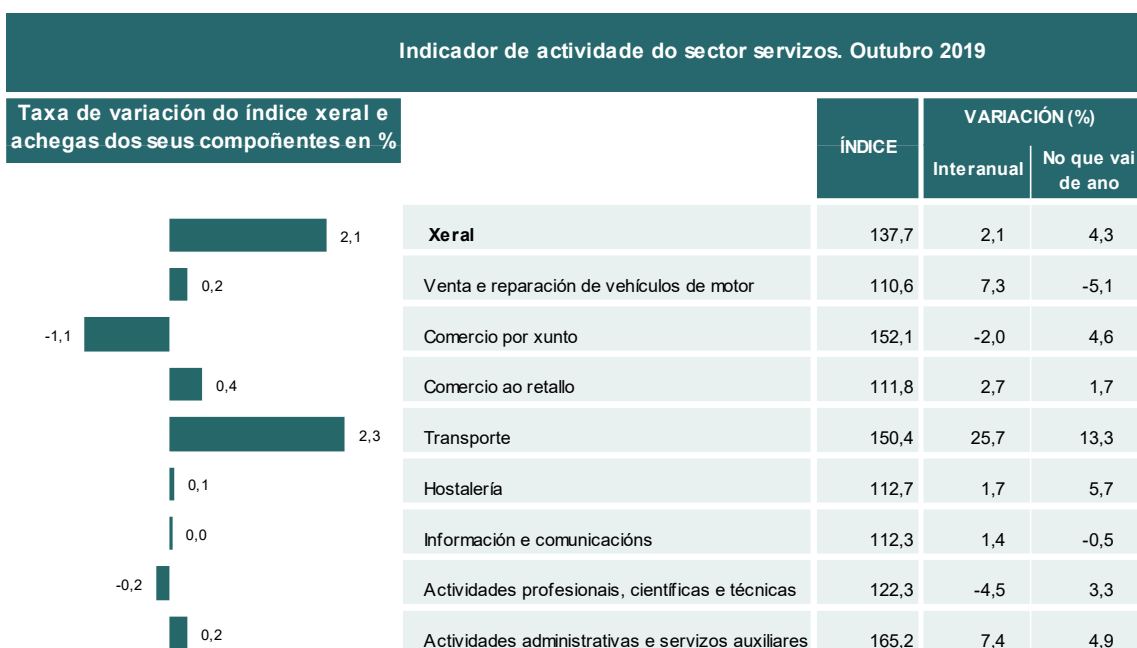 Indicador de actividade do sector servizos. Outubro 2019
Taxa de variación do índice xeral e
achegas dos seus compoñentes en %
ÍNDICE
VARIACIÓN (%)
Interanual
No que vai
de ano
2,1 Xeral 137,7 2,1 4,3
0,2 Venta e reparación de vehículos de motor 110,6 7,3 -5,1
-1,1 Comercio por xunto 152,1 -2,0 4,6
0,4 Comercio ao retallo 111,8 2,7 1,7
2,3 Transporte 150,4 25,7 13,3
0,1 Hostalería 112,7 1,7 5,7
0,0 Información e comunicacións 112,3 1,4 -0,5
-0,2 Actividades profesionais, científicas e técnicas 122,3 -4,5 3,3
0,2 Actividades administrativas e servizos auxiliares 165,2 7,4 4,9